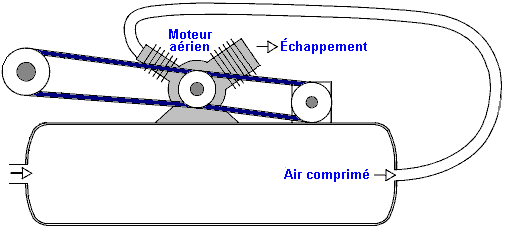 Moteur
aérien
Échappement
Air comprimé